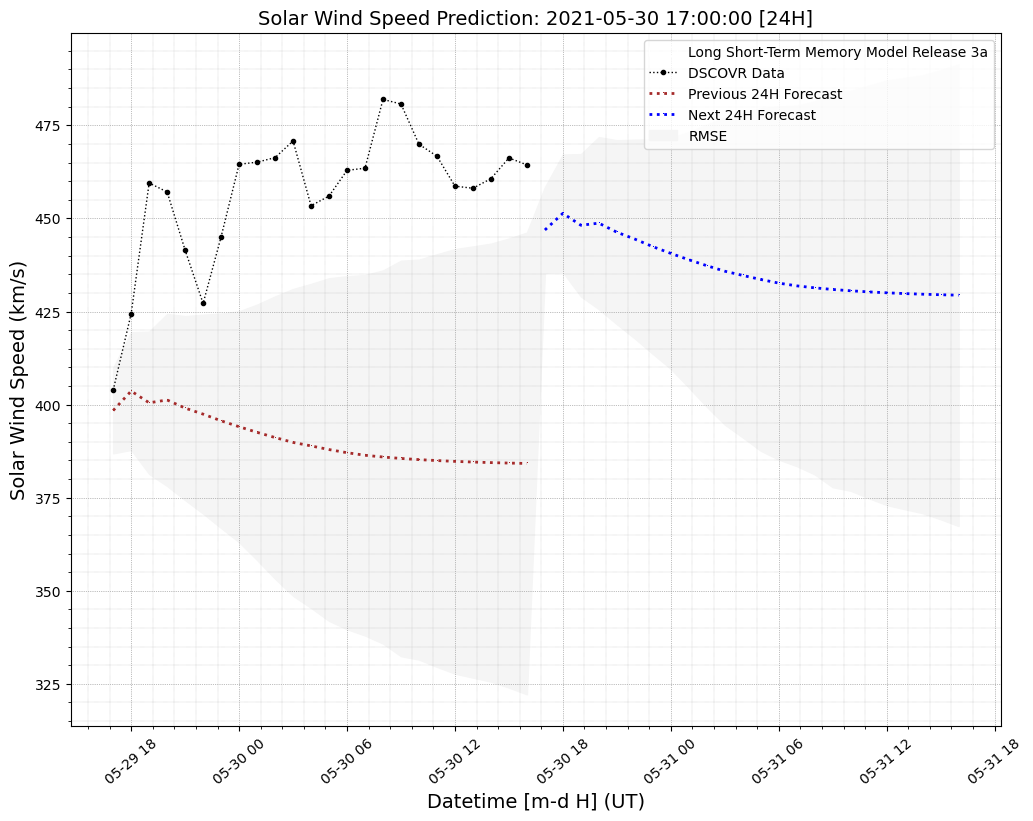 Solar Wind Speed Prediction: 2021-05-30 17:00:00 [24H]
Long Short-Term Memory Model Release 3a
DSCOVR Data
Previous 24H Forecast
Next 24H Forecast
RMSE
Solar Wind Speed (km/s)
475
450
425
400
375
350
325
05-29 18
05-30 00
05-30 06
05-30 12
05-30 18
05-31 00
05-31 06
05-31 12
05-31 18
Datetime [m-d H] (UT)